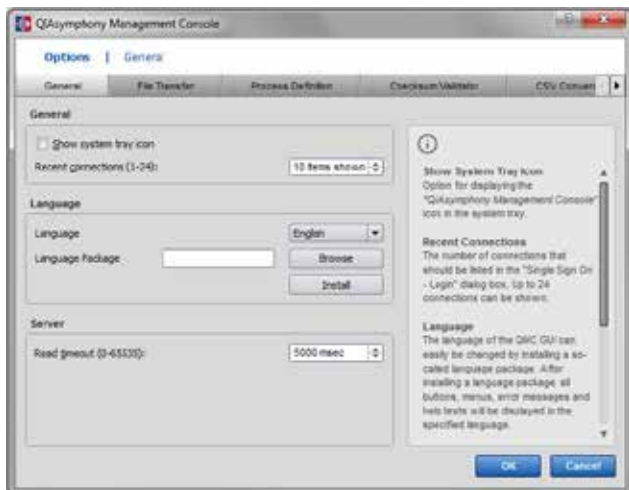 QIAsymphony Management Console
Options | General
General
File Transfer
Process Definition
Checksum Validator
CSV Conver
General
Show system tray icon
Recent connections (1-24):
10 items shown
Language
Language
English
Language Package
Browse
Install
Server
Read timeout (0-65535):
5000 msec
Show System Tray Icon
Option for displaying the
"QIAsymphony Management Console"
icon in the system tray.
Recent Connections
The number of connections that
should be listed in the "Single Sign On
- Login" dialog box. Up to 24
connections can be shown.
Language
The language of the QMC GUI can
easily be changed by installing a so-
called language package. After
installing a language package, all
buttons, menus, error messages and
help texts will be displayed in the
specified language.
OK
Cancel